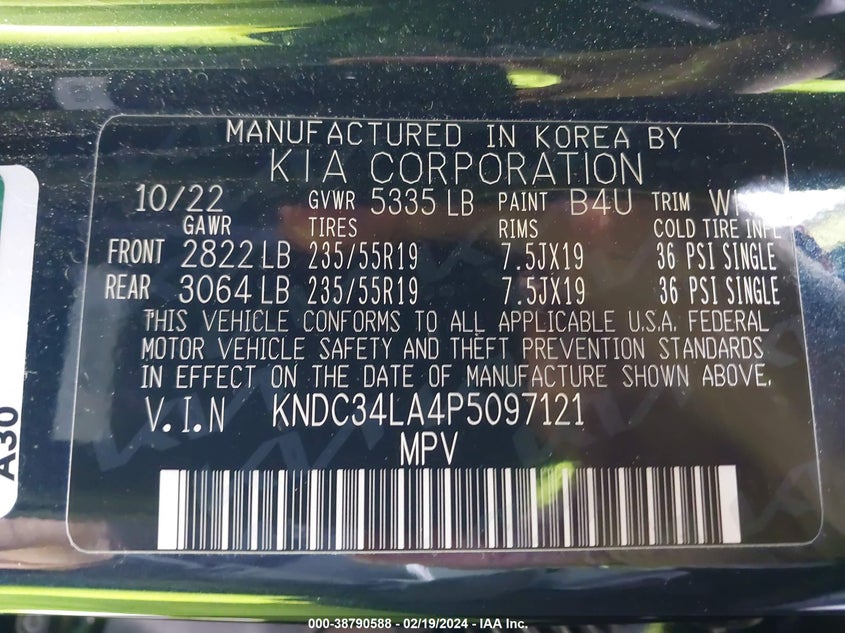 MANUFACTURED IN KOREA BY
KIA CORPORATION
10/22 GVWR 5335 LB PAINT B4U TRIM
GAWR TIRES RIMS COLD TIRE INFL
FRONT 2822 LB 235/55R19 7.5JX19 36 PSI SINGLE
REAR 3064 LB 235/55R19 7.5JX19 36 PSI SINGLE
THIS VEHICLE CONFORMS TO ALL APPLICABLE U.S.A. FEDERAL
MOTOR VEHICLE SAFETY AND THEFT PREVENTION STANDARDS
IN EFFECT ON THE DATE OF MANUFACTURE SHOWN ABOVE.
V.I.N KNDC34LA4P5097121
MPV
A30
000-38790588 - 02/19/2024 - IAA Inc.